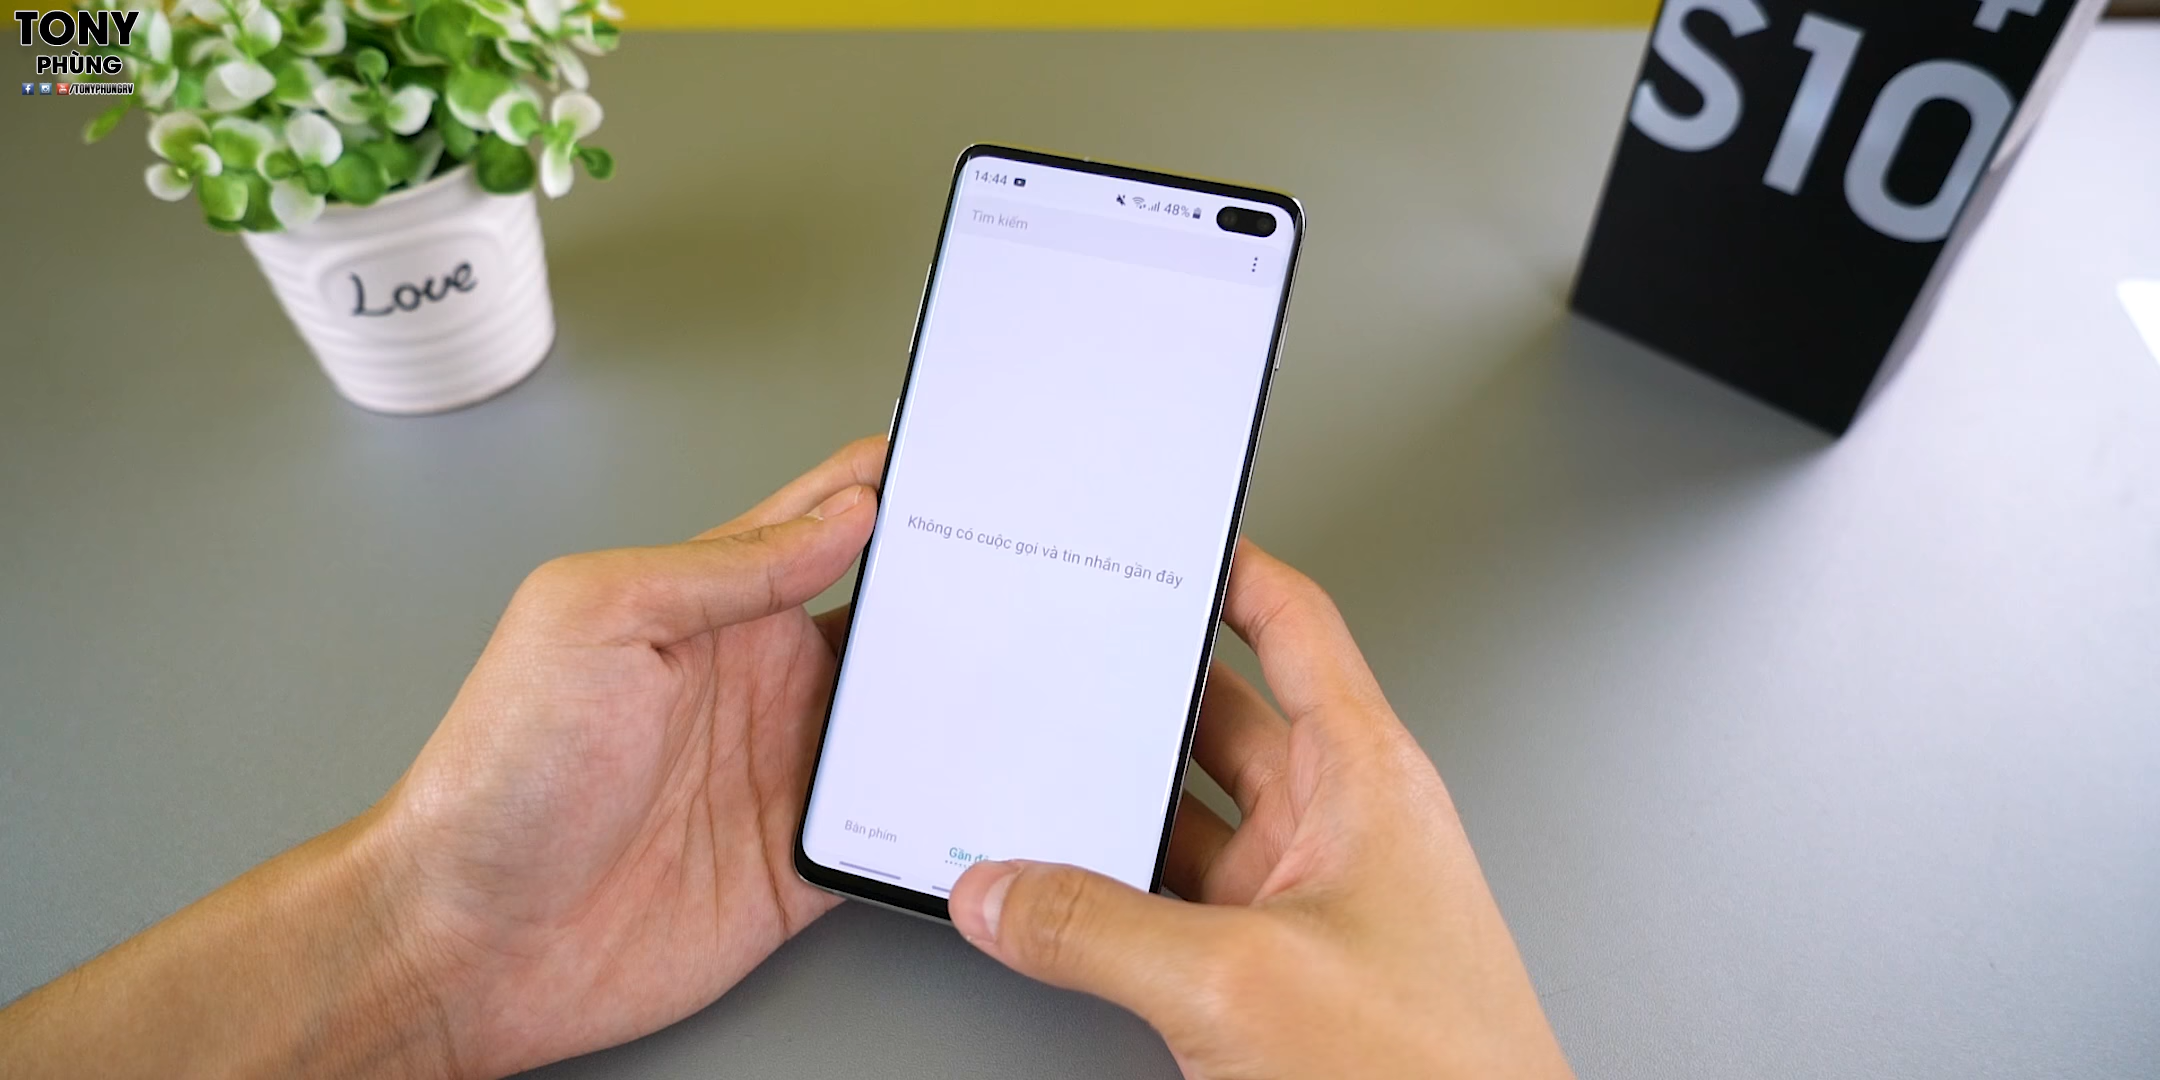 TONY
PHÙNG
/TONYPHUNGRV
Love
S10+
14:44
48%
Tìm kiếm
Không có cuộc gọi và tin nhắn gần đây
Bàn phím
Gần đ